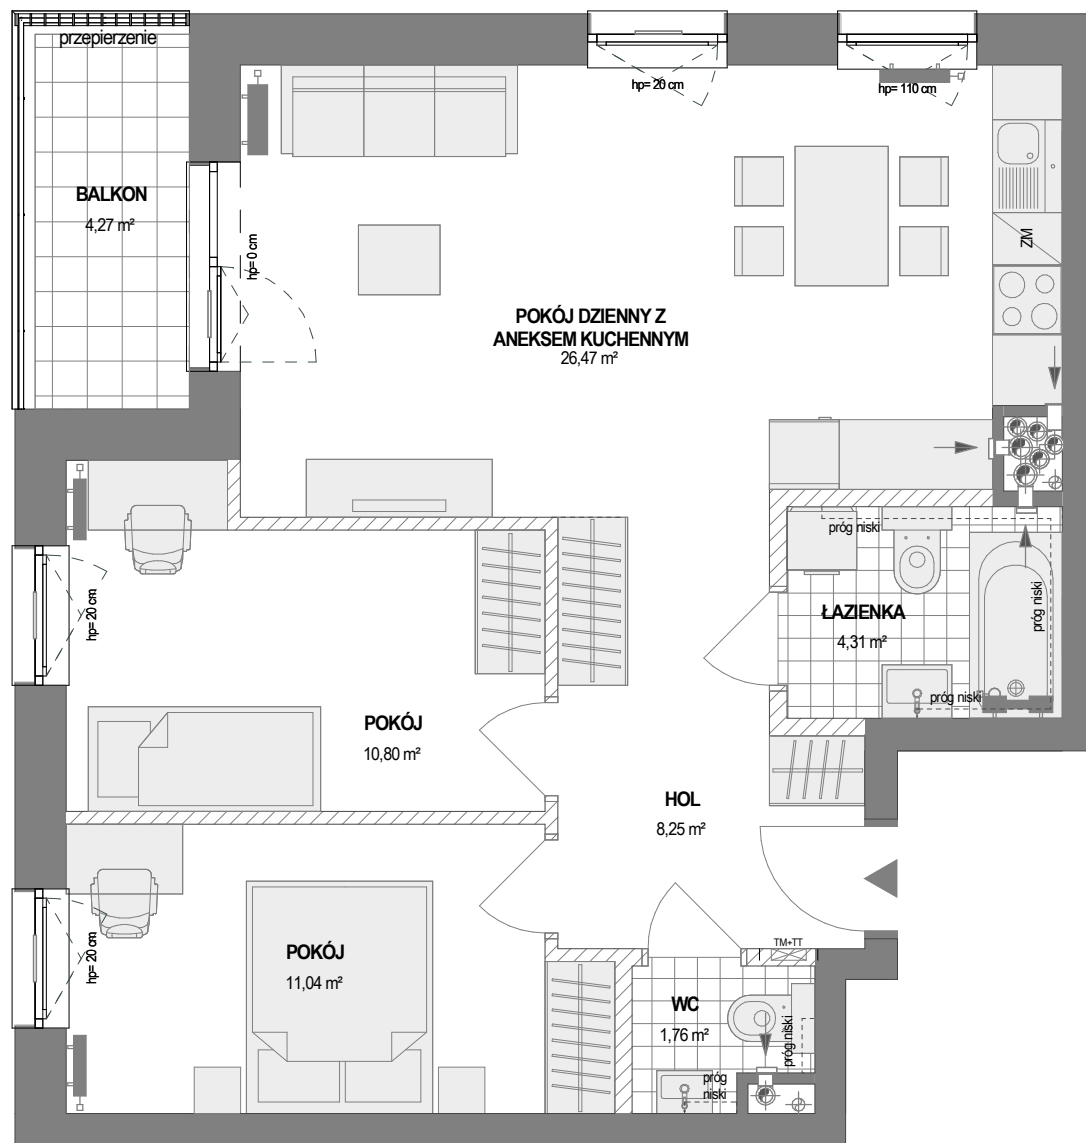 przepierzenie
hp= 20 cm
hp= 110 cm
BALKON
4,27 m²
hp= 0 cm
ZM
POKÓJ DZIENNY Z
ANEKSEM KUCHENNYM
26,47 m²
próg niski
hp= 20 cm
ŁAZIENKA
4,31 m²
próg niski
próg niski
POKÓJ
10,80 m²
HOL
8,25 m²
hp= 20 cm
POKÓJ
11,04 m²
TM+TT
WC
1,76 m²
próg niski
próg
niski